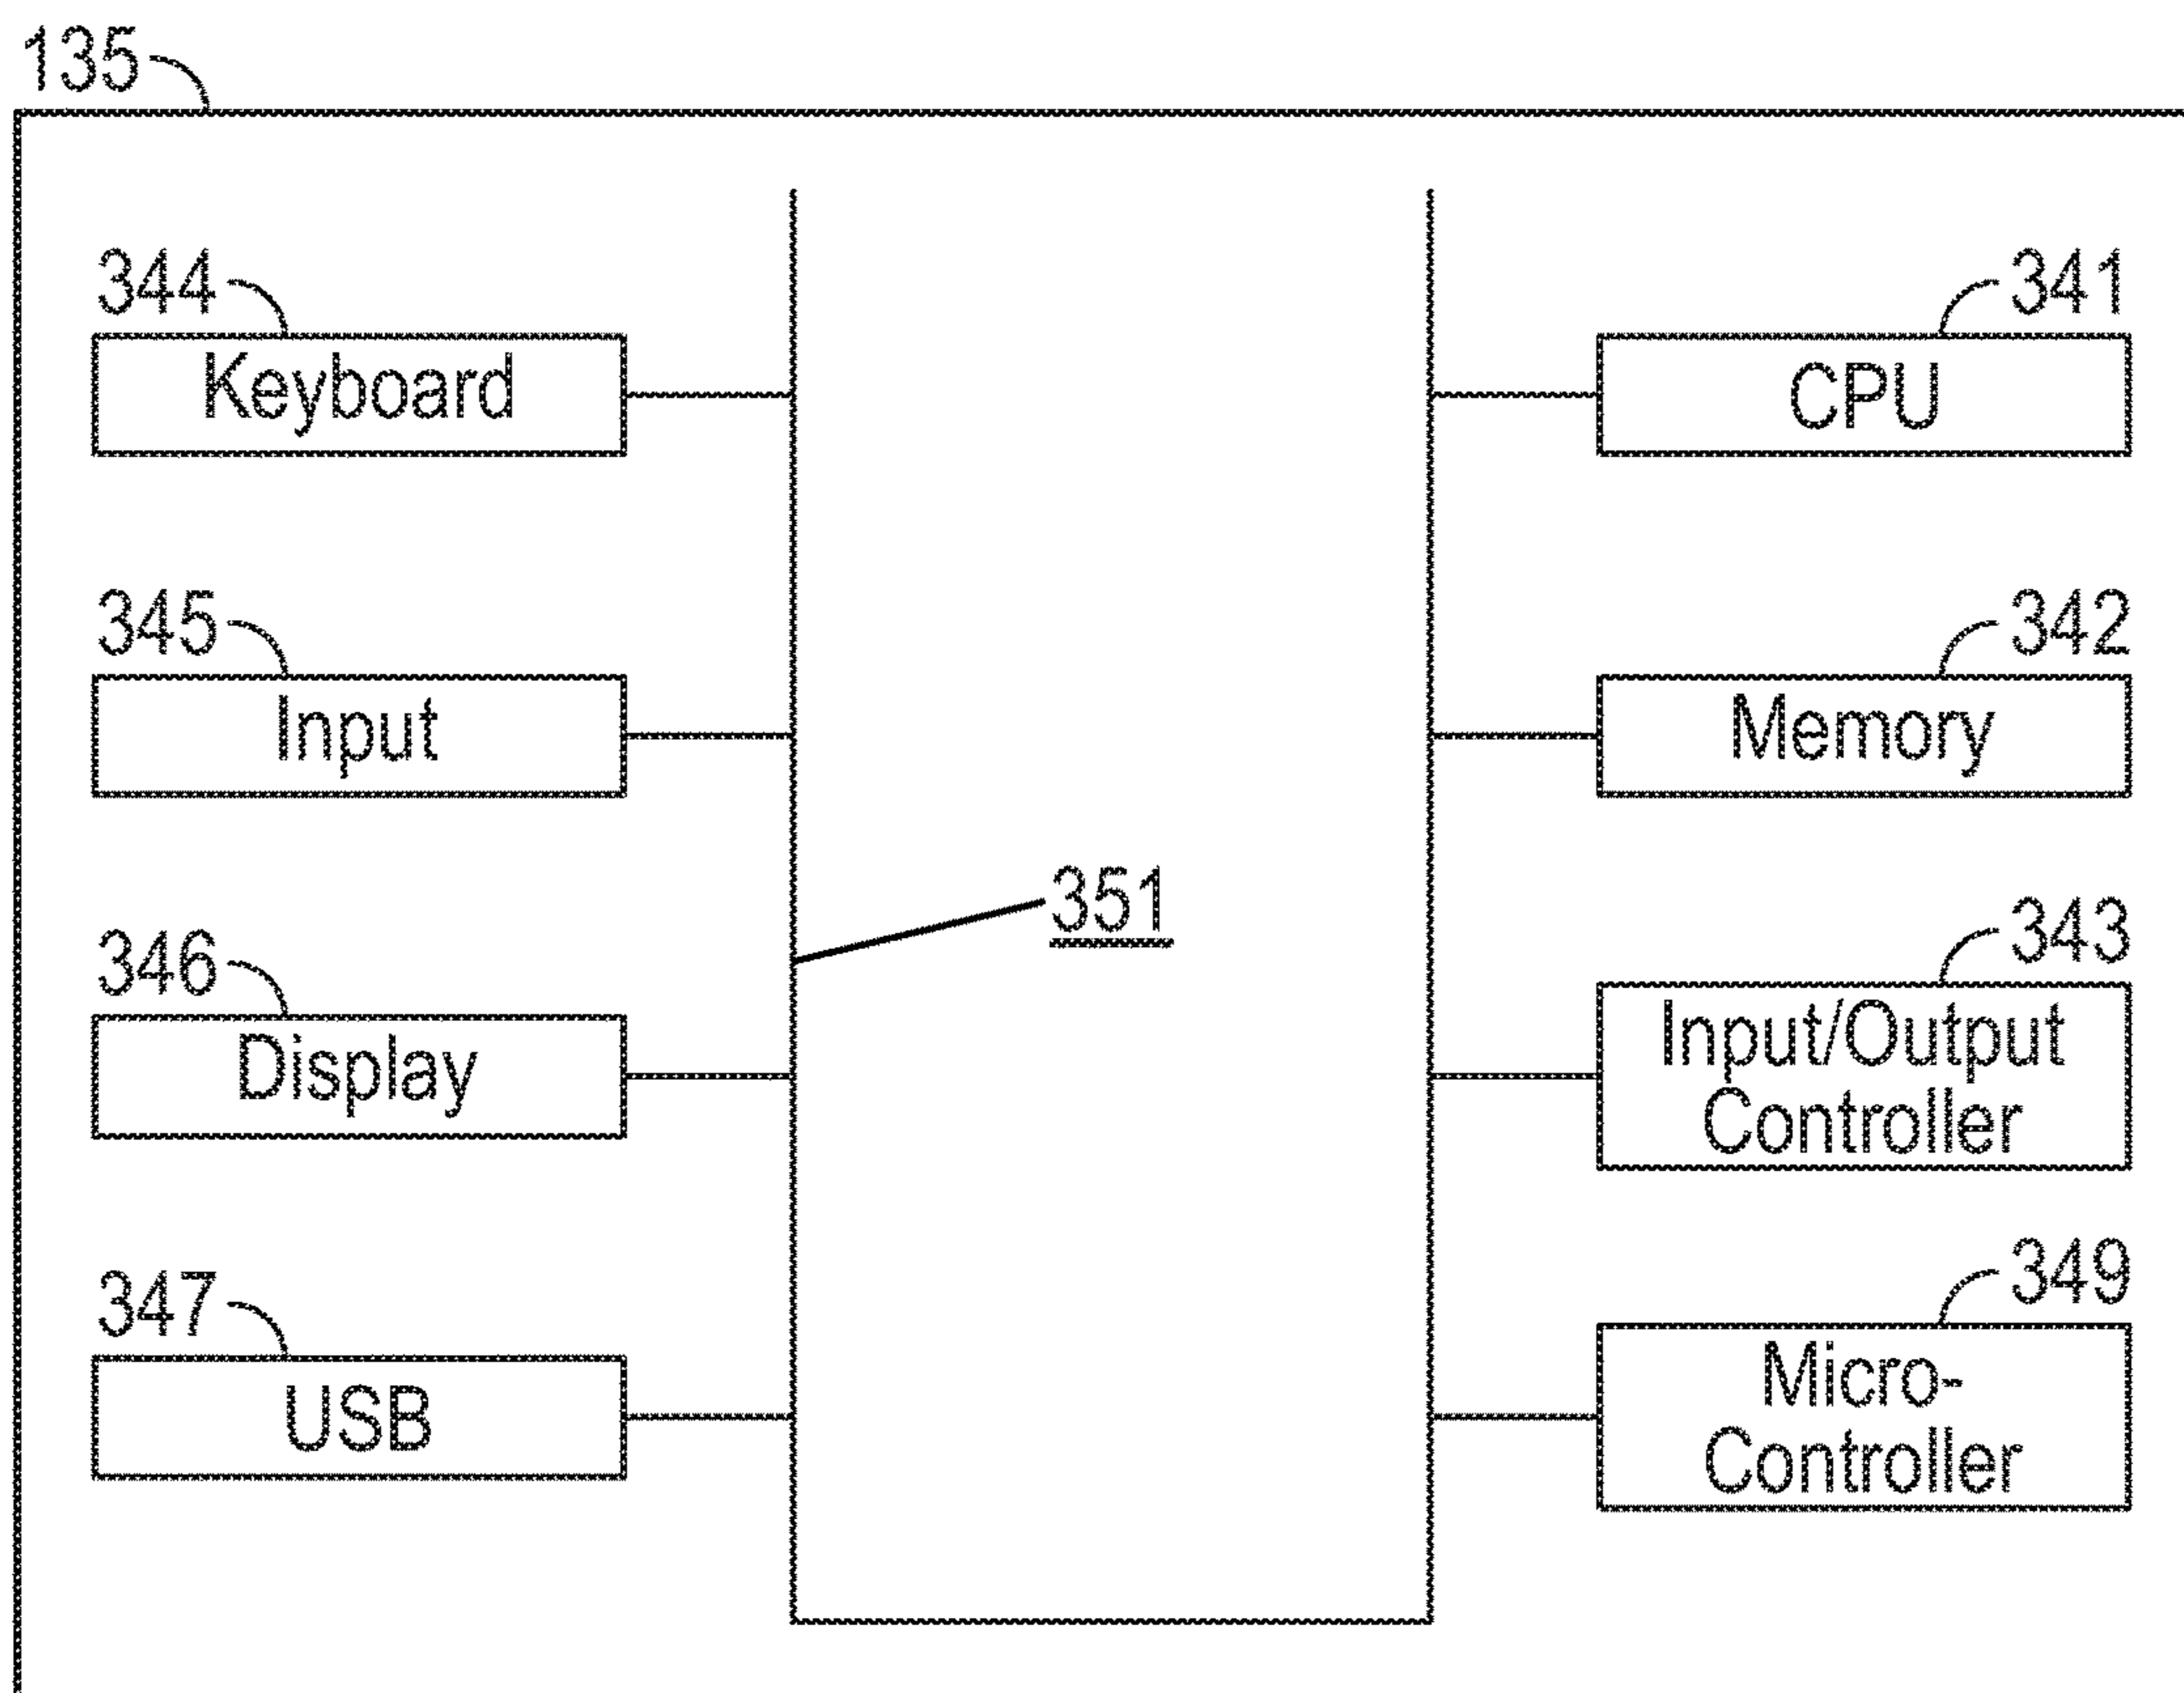 135
344
Keyboard
345
Input
346
Display
347
USB
351
341
CPU
342
Memory
343
Input/Output
Controller
349
Micro-
Controller